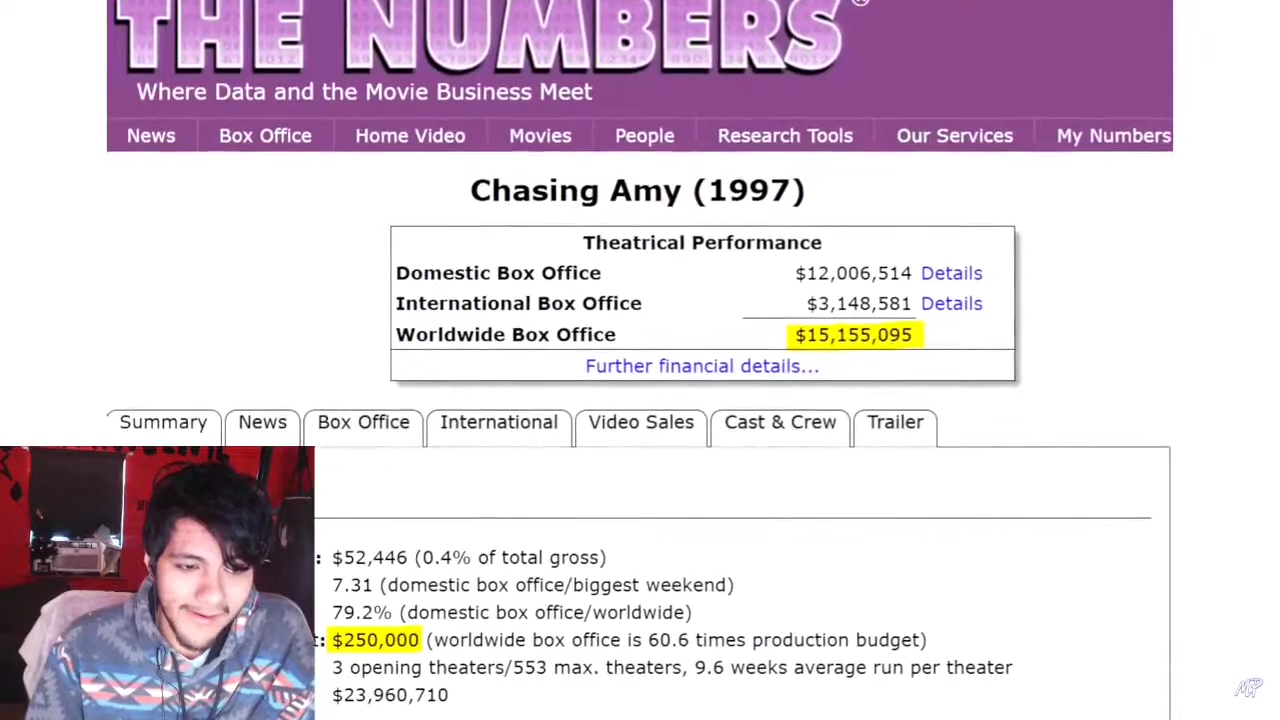 THE NUMBERS®
Where Data and the Movie Business Meet
News Box Office Home Video Movies People Research Tools Our Services My Numbers
Chasing Amy (1997)
Theatrical Performance
Domestic Box Office $12,006,514 Details
International Box Office $3,148,581 Details
Worldwide Box Office $15,155,095
Further financial details...
Summary News Box Office International Video Sales Cast & Crew Trailer
: $52,446 (0.4% of total gross)
7.31 (domestic box office/biggest weekend)
79.2% (domestic box office/worldwide)
t: $250,000 (worldwide box office is 60.6 times production budget)
3 opening theaters/553 max. theaters, 9.6 weeks average run per theater
$23,960,710
MP